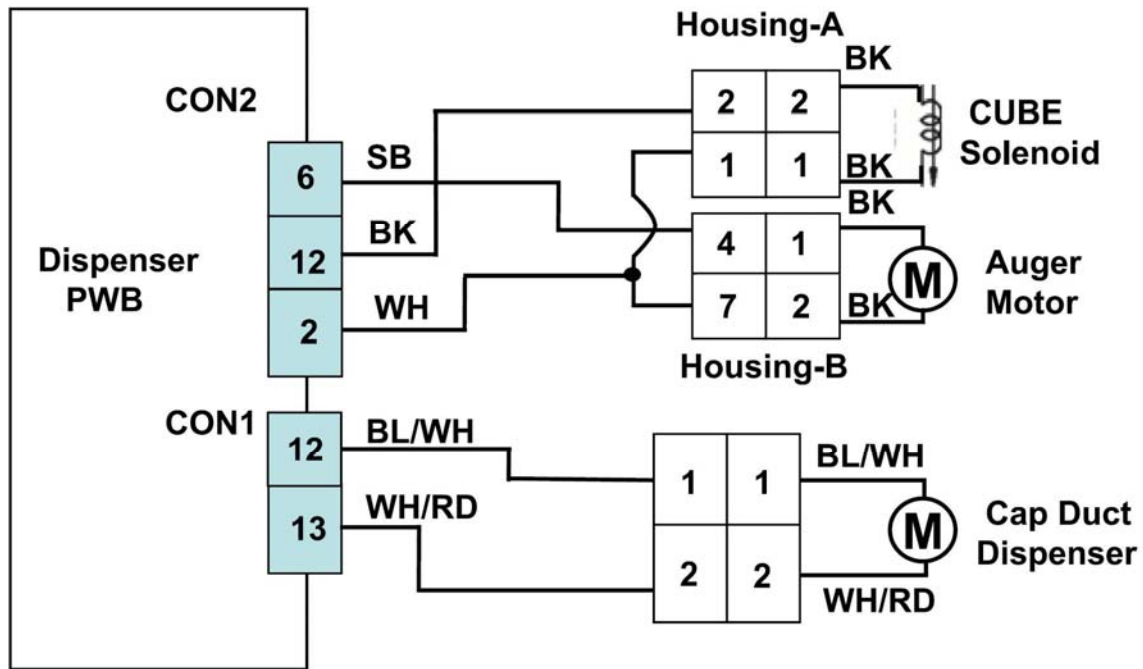 Housing-A
BK
CON2
2 2
CUBE
Solenoid
1 1
6
SB
BK
BK
12
BK
4 1
Auger
Motor
M
Dispenser
PWB
2
WH
7 2
BK
Housing-B
CON1
12
BL/WH
1 1
BL/WH
13
WH/RD
M
Cap Duct
Dispenser
2 2
WH/RD